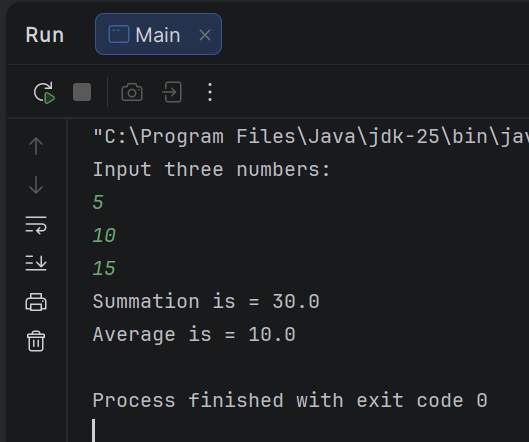 Run Main
"C:\Program Files\Java\jdk-25\bin\jav
Input three numbers:
5
10
15
Summation is = 30.0
Average is = 10.0
Process finished with exit code 0